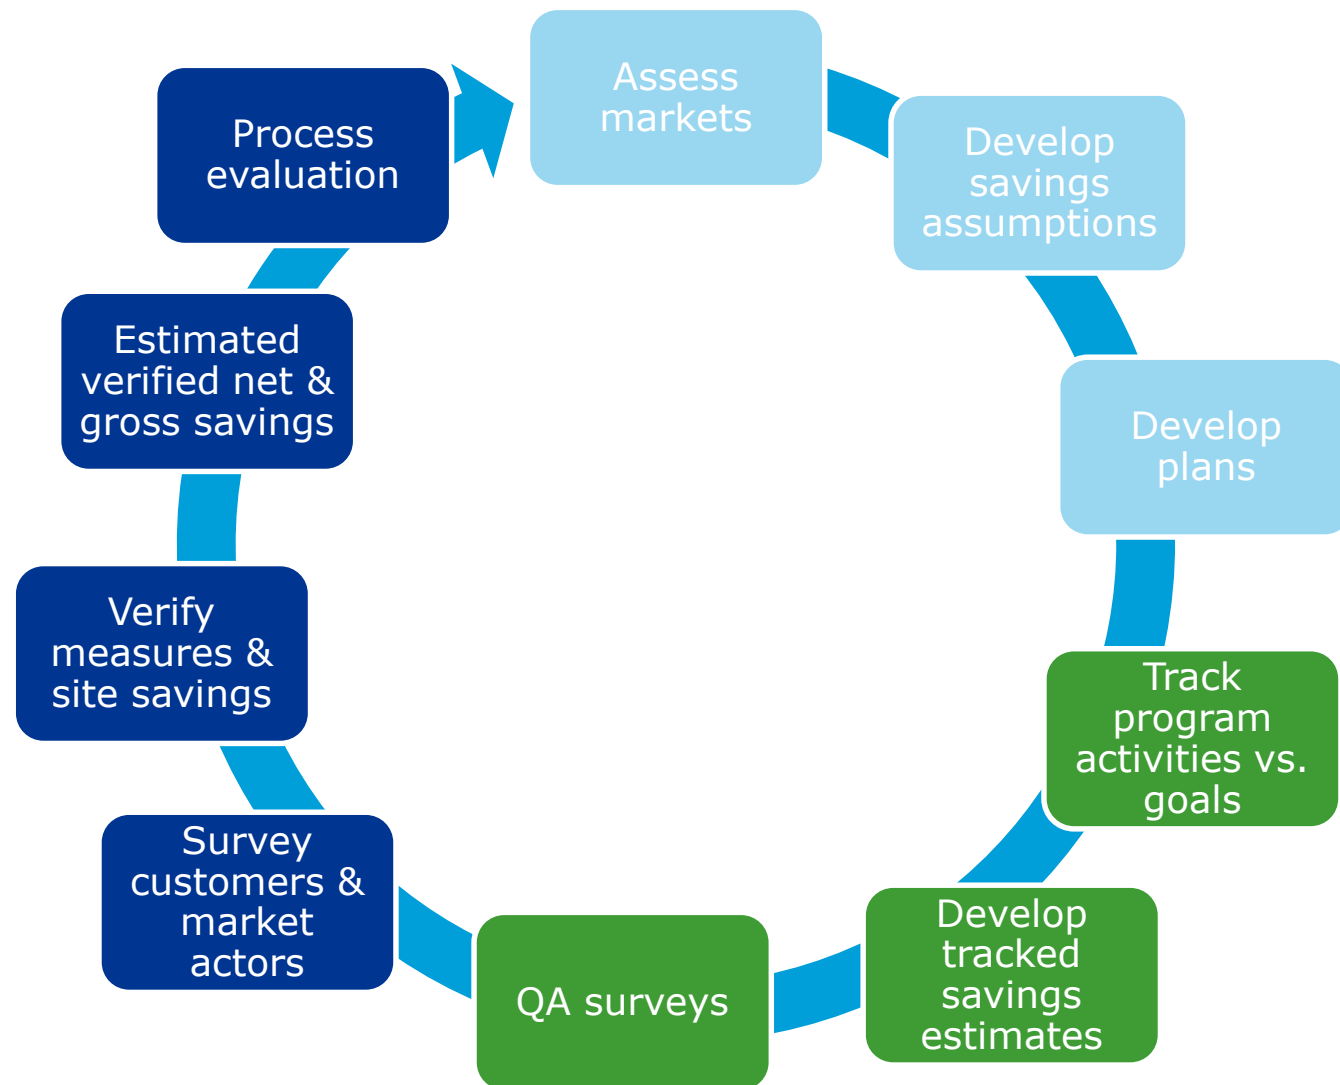 Assess
markets
Develop
savings
assumptions
Develop
plans
Track
program
activities vs.
goals
Develop
tracked
savings
estimates
QA surveys
Survey
customers &
market
actors
Verify
measures &
site savings
Estimated
verified net &
gross savings
Process
evaluation